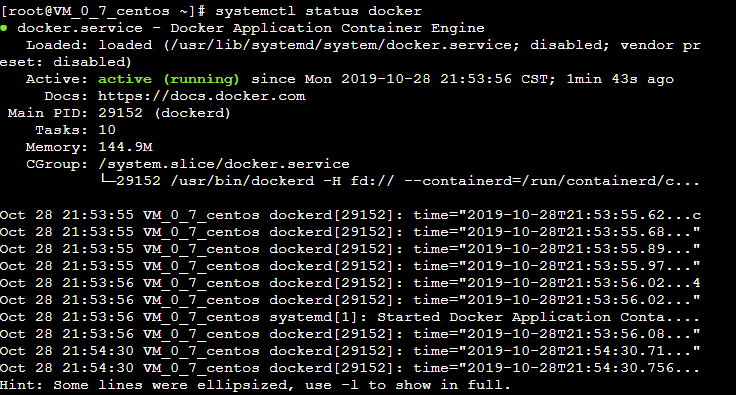 [root@VM_0_7_centos ~]# systemctl status docker
● docker.service - Docker Application Container Engine
   Loaded: loaded (/usr/lib/systemd/system/docker.service; disabled; vendor pr
eset: disabled)
   Active: active (running) since Mon 2019-10-28 21:53:56 CST; 1min 43s ago
     Docs: https://docs.docker.com
 Main PID: 29152 (dockerd)
    Tasks: 10
   Memory: 144.9M
   CGroup: /system.slice/docker.service
           └─29152 /usr/bin/dockerd -H fd:// --containerd=/run/containerd/c...
Oct 28 21:53:55 VM_0_7_centos dockerd[29152]: time="2019-10-28T21:53:55.62...c
Oct 28 21:53:55 VM_0_7_centos dockerd[29152]: time="2019-10-28T21:53:55.68..."
Oct 28 21:53:55 VM_0_7_centos dockerd[29152]: time="2019-10-28T21:53:55.89..."
Oct 28 21:53:55 VM_0_7_centos dockerd[29152]: time="2019-10-28T21:53:55.97..."
Oct 28 21:53:56 VM_0_7_centos dockerd[29152]: time="2019-10-28T21:53:56.02...4
Oct 28 21:53:56 VM_0_7_centos dockerd[29152]: time="2019-10-28T21:53:56.02..."
Oct 28 21:53:56 VM_0_7_centos systemd[1]: Started Docker Application Conta....
Oct 28 21:53:56 VM_0_7_centos dockerd[29152]: time="2019-10-28T21:53:56.08..."
Oct 28 21:54:30 VM_0_7_centos dockerd[29152]: time="2019-10-28T21:54:30.71..."
Oct 28 21:54:30 VM_0_7_centos dockerd[29152]: time="2019-10-28T21:54:30.756...
Hint: Some lines were ellipsized, use -l to show in full.